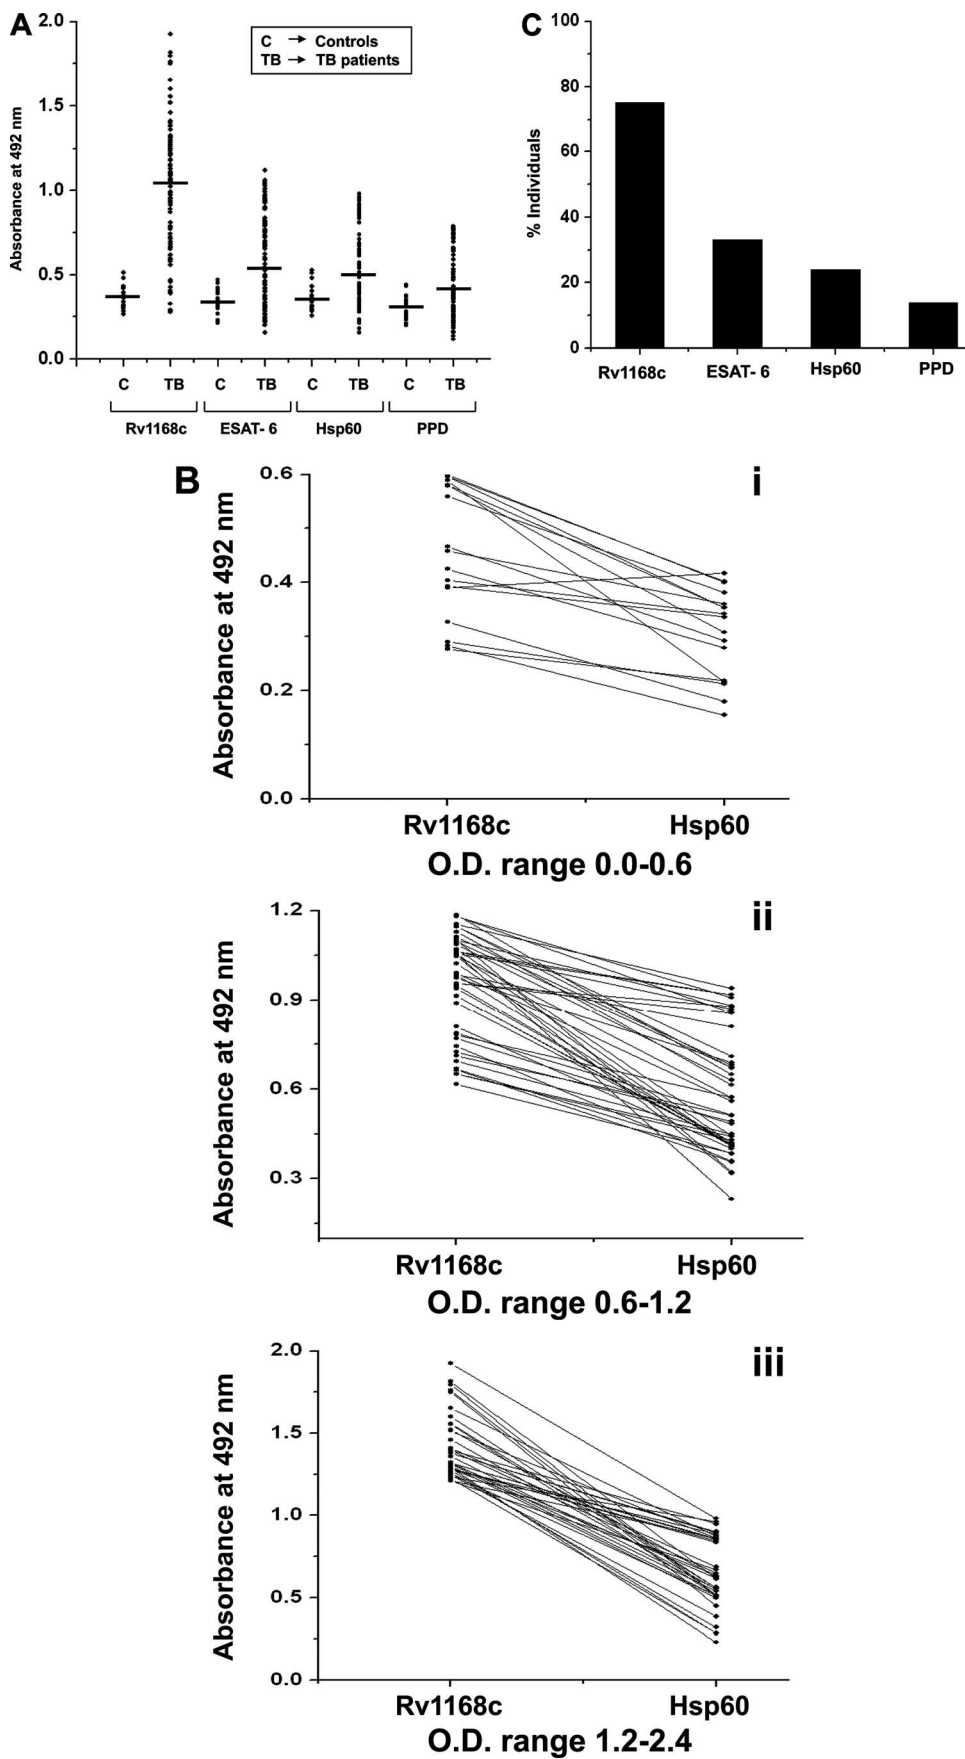 A
C → Controls
TB → TB patients
Absorbance at 492 nm
2.0
1.5
1.0
0.5
0.0
C TB C TB C TB C TB
Rv1168c ESAT- 6 Hsp60 PPD
C
% Individuals
100
80
60
40
20
0
Rv1168c ESAT- 6 Hsp60 PPD
B
i
Absorbance at 492 nm
0.6
0.4
0.2
0.0
Rv1168c Hsp60
O.D. range 0.0-0.6
ii
Absorbance at 492 nm
1.2
0.9
0.6
0.3
Rv1168c Hsp60
O.D. range 0.6-1.2
iii
Absorbance at 492 nm
2.0
1.5
1.0
0.5
0.0
Rv1168c Hsp60
O.D. range 1.2-2.4